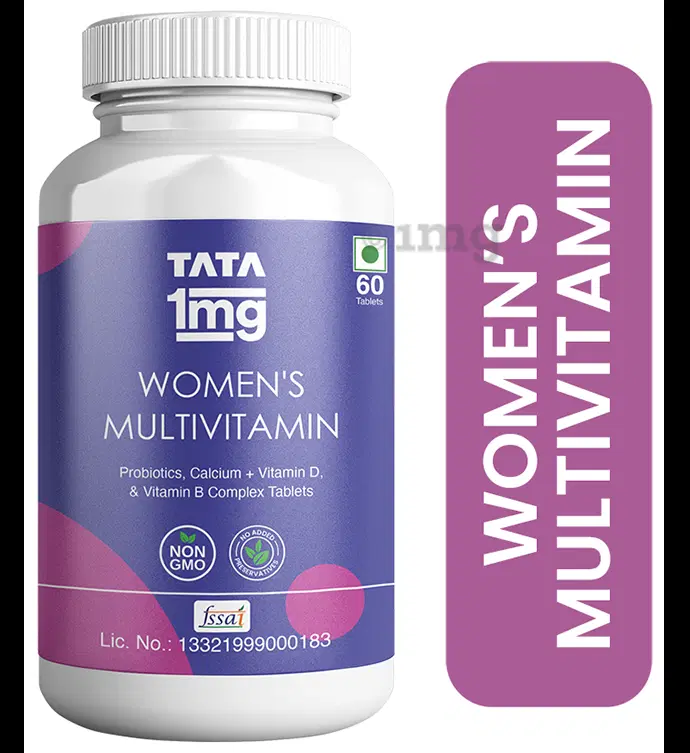 TATA
1mg
60
Tablets
WOMEN'S
MULTIVITAMIN
Probiotics, Calcium + Vitamin D,
& Vitamin B Complex Tablets
NON
GMO
NO ADDED
PRESERVATIVES
fssai
Lic. No.: 13321999000183
WOMEN'S
MULTIVITAMIN
1mg